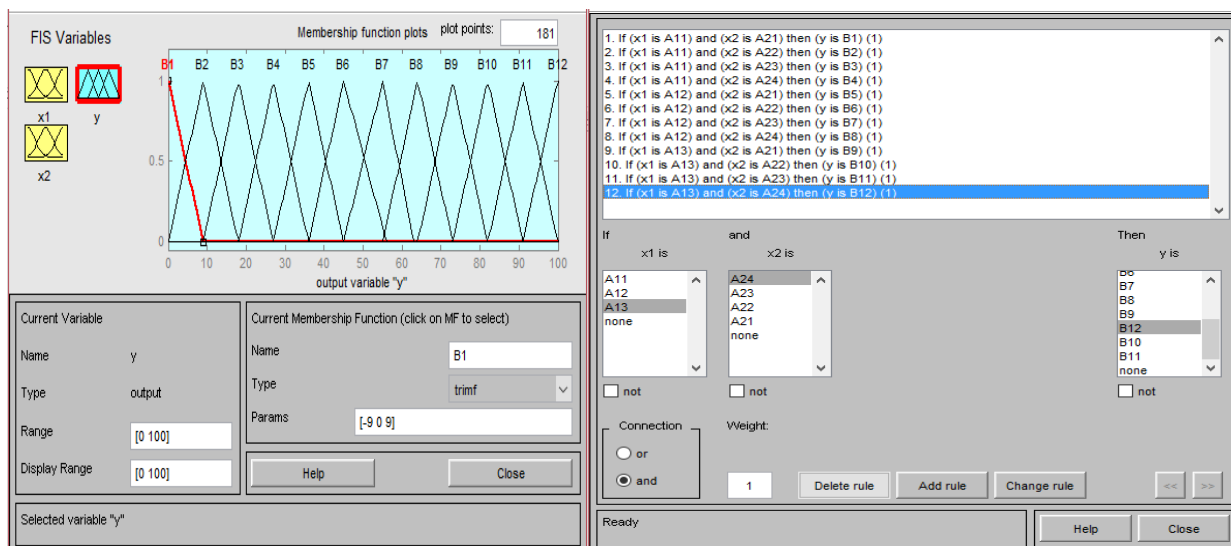 FIS Variables
Membership function plots plot points: 181
B1 B2 B3 B4 B5 B6 B7 B8 B9 B10 B11 B12
x1
y
x2
1
0.5
0
0 10 20 30 40 50 60 70 80 90 100
output variable "y"
Current Variable
Name y
Type output
Range [0 100]
Display Range [0 100]
Current Membership Function (click on MF to select)
Name B1
Type trimf
Params [-9 0 9]
Help Close
Selected variable "y"
1. If (x1 is A11) and (x2 is A21) then (y is B1) (1)
2. If (x1 is A11) and (x2 is A22) then (y is B2) (1)
3. If (x1 is A11) and (x2 is A23) then (y is B3) (1)
4. If (x1 is A11) and (x2 is A24) then (y is B4) (1)
5. If (x1 is A12) and (x2 is A21) then (y is B5) (1)
6. If (x1 is A12) and (x2 is A22) then (y is B6) (1)
7. If (x1 is A12) and (x2 is A23) then (y is B7) (1)
8. If (x1 is A12) and (x2 is A24) then (y is B8) (1)
9. If (x1 is A13) and (x2 is A21) then (y is B9) (1)
10. If (x1 is A13) and (x2 is A22) then (y is B10) (1)
11. If (x1 is A13) and (x2 is A23) then (y is B11) (1)
12. If (x1 is A13) and (x2 is A24) then (y is B12) (1)
If and Then
x1 is x2 is y is
A11
A12
A13
none
A24
A23
A22
A21
none
B6
B7
B8
B9
B12
B10
B11
none
not not not
Connection
or
and
Weight:
1 Delete rule Add rule Change rule << >>
Ready
Help Close